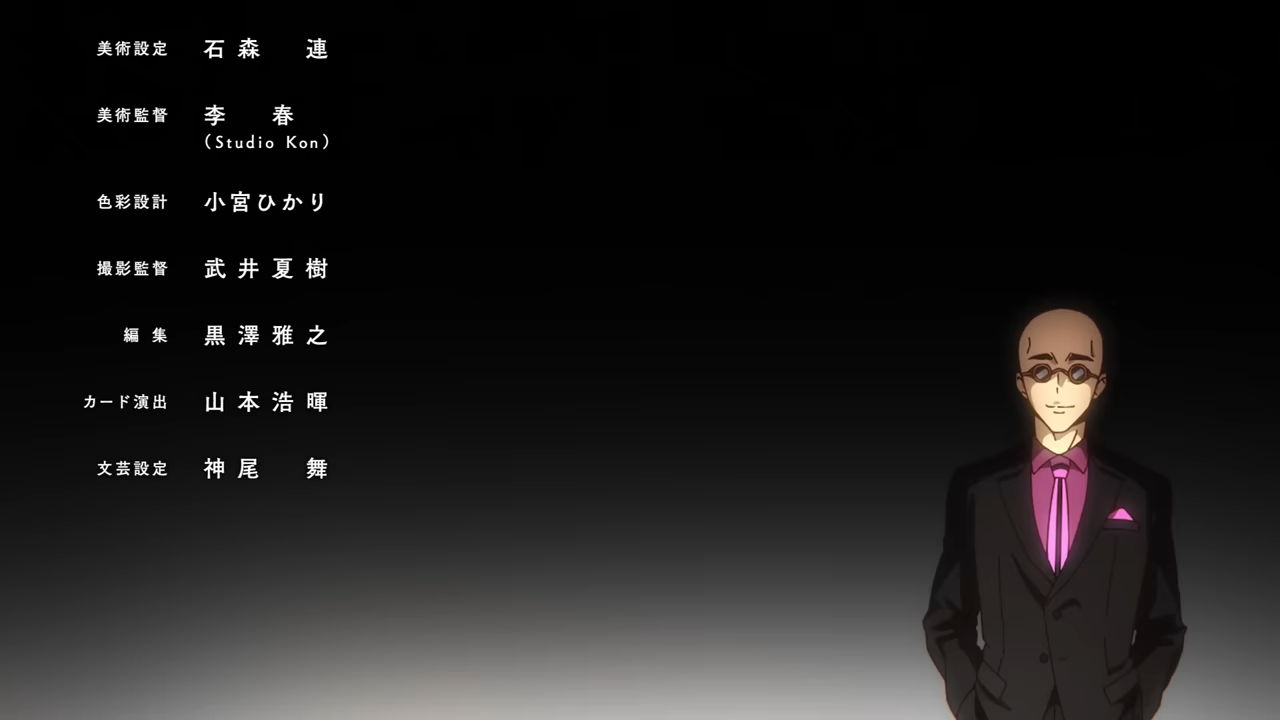 美術設定 石森 連
美術監督 李 春
(Studio Kon)
色彩設計 小宮ひかり
撮影監督 武井夏樹
編集 黒澤雅之
カード演出 山本浩暉
文芸設定 神尾 舞